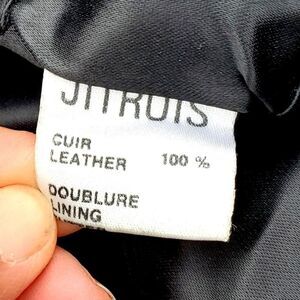 JITROIS
CUIR
LEATHER 100 %
DOUBLURE
LINING